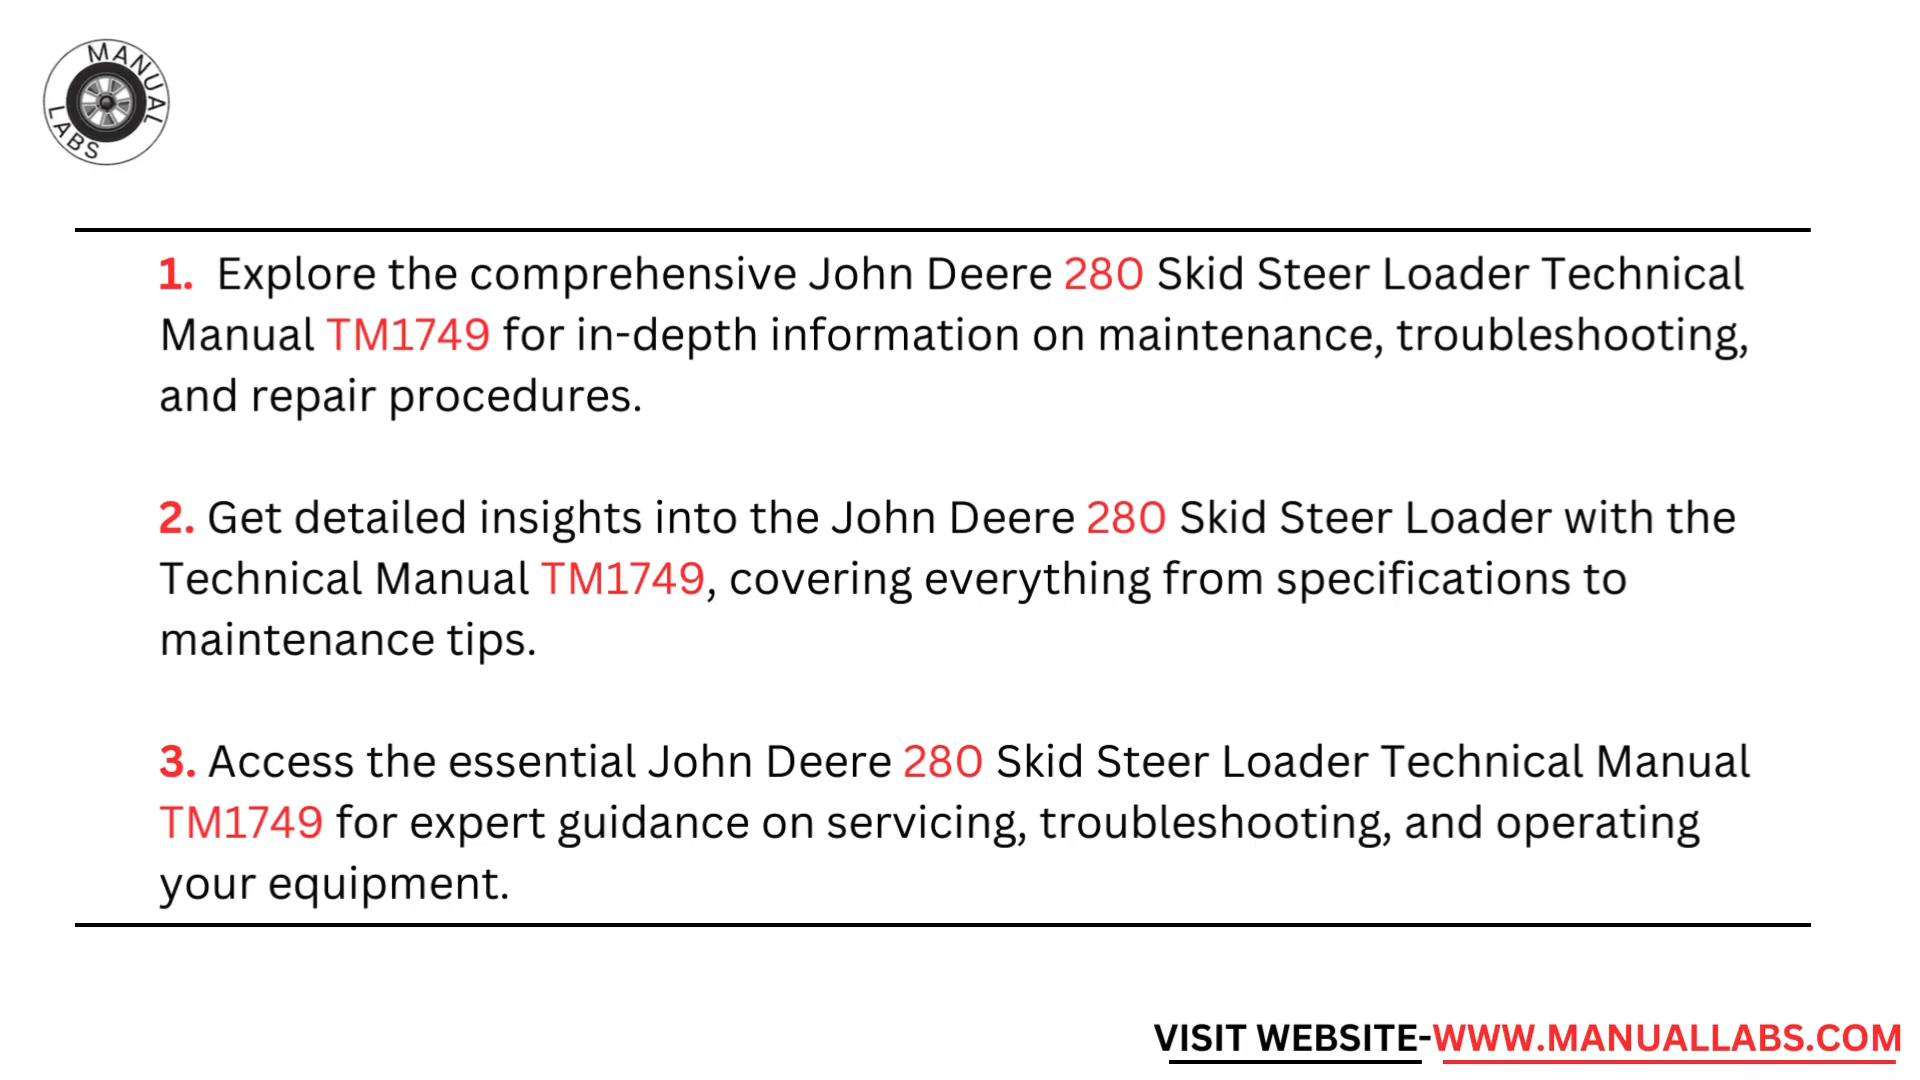 MANUAL LABS
1. Explore the comprehensive John Deere 280 Skid Steer Loader Technical
Manual TM1749 for in-depth information on maintenance, troubleshooting,
and repair procedures.
2. Get detailed insights into the John Deere 280 Skid Steer Loader with the
Technical Manual TM1749, covering everything from specifications to
maintenance tips.
3. Access the essential John Deere 280 Skid Steer Loader Technical Manual
TM1749 for expert guidance on servicing, troubleshooting, and operating
your equipment.
VISIT WEBSITE-WWW.MANUALLABS.COM